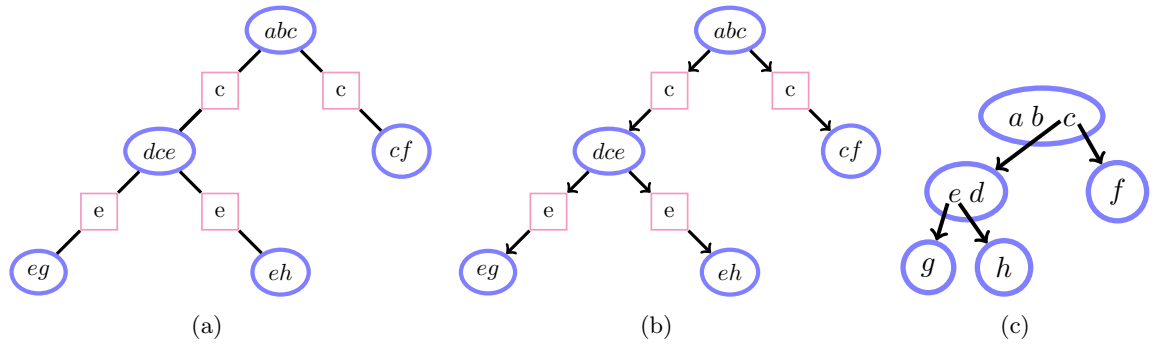 abc abc
c c c c
a b c
dce cf dce cf
e d f
e e e e
eg eh eg eh
g h
(a) (b) (c)